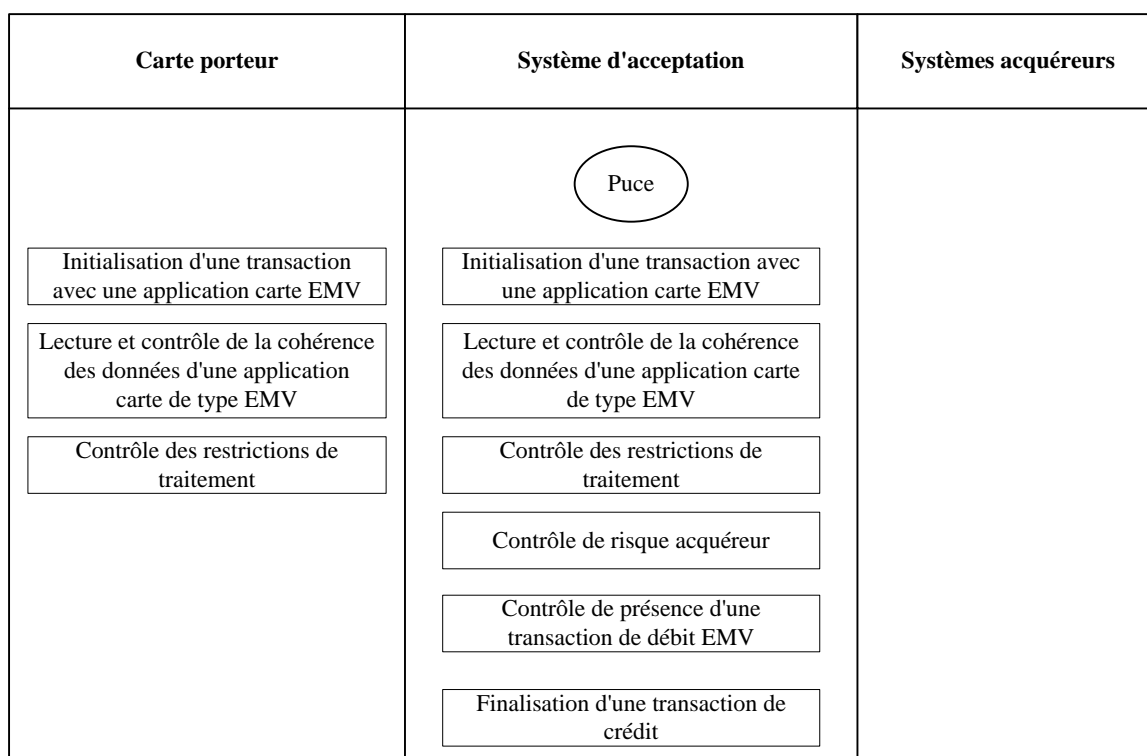 Carte porteur
Système d'acceptation
Systèmes acquéreurs
Puce
Initialisation d'une transaction
avec une application carte EMV
Initialisation d'une transaction avec
une application carte EMV
Lecture et contrôle de la cohérence
des données d'une application
carte de type EMV
Lecture et contrôle de la cohérence
des données d'une application carte
de type EMV
Contrôle des restrictions de
traitement
Contrôle des restrictions de
traitement
Contrôle de risque acquéreur
Contrôle de présence d'une
transaction de débit EMV
Finalisation d'une transaction de
crédit